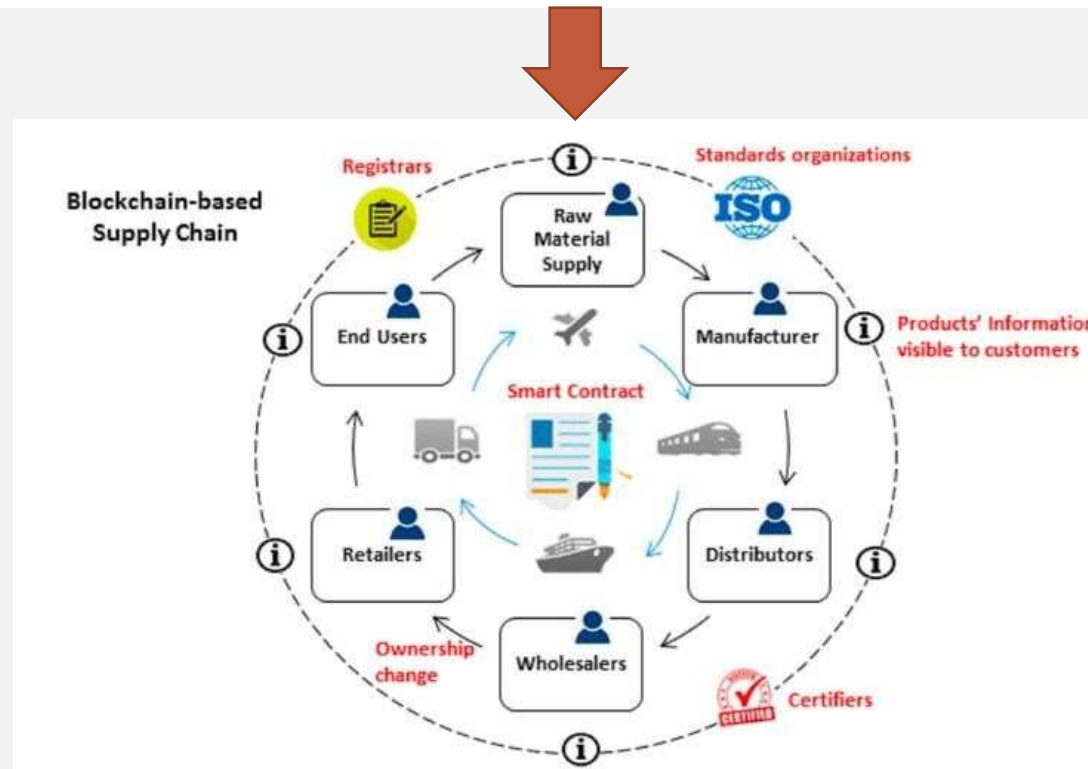 Registrars
Standards organizations
Blockchain-based
Supply Chain
Raw
Material
Supply
ISO
End Users
Manufacturer
Products' Information
visible to customers
Smart Contract
Retailers
Distributors
Ownership
change
Wholesalers
Certifiers
CERTIFIED
i
i
i
i
i
i